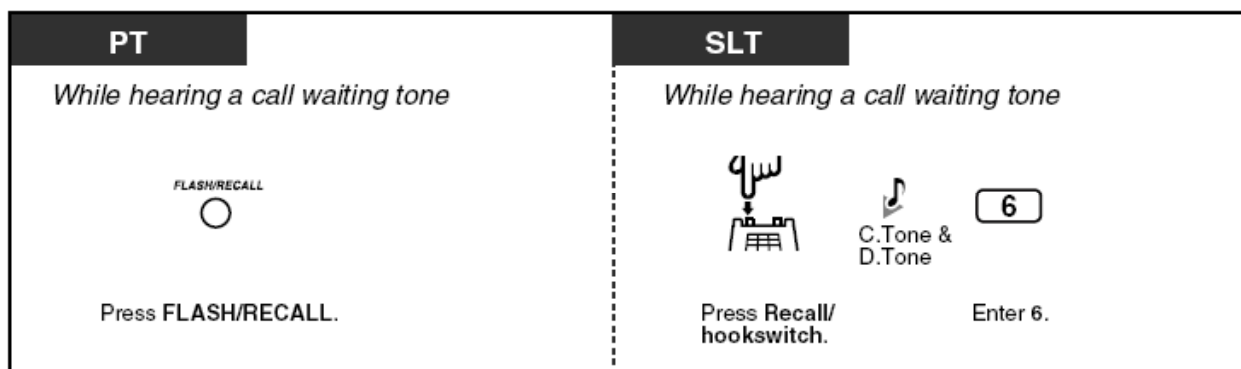 PT
While hearing a call waiting tone
FLASH/RECALL
Press FLASH/RECALL.
SLT
While hearing a call waiting tone
C.Tone &
D.Tone
6
Press Recall/
hookswitch.
Enter 6.